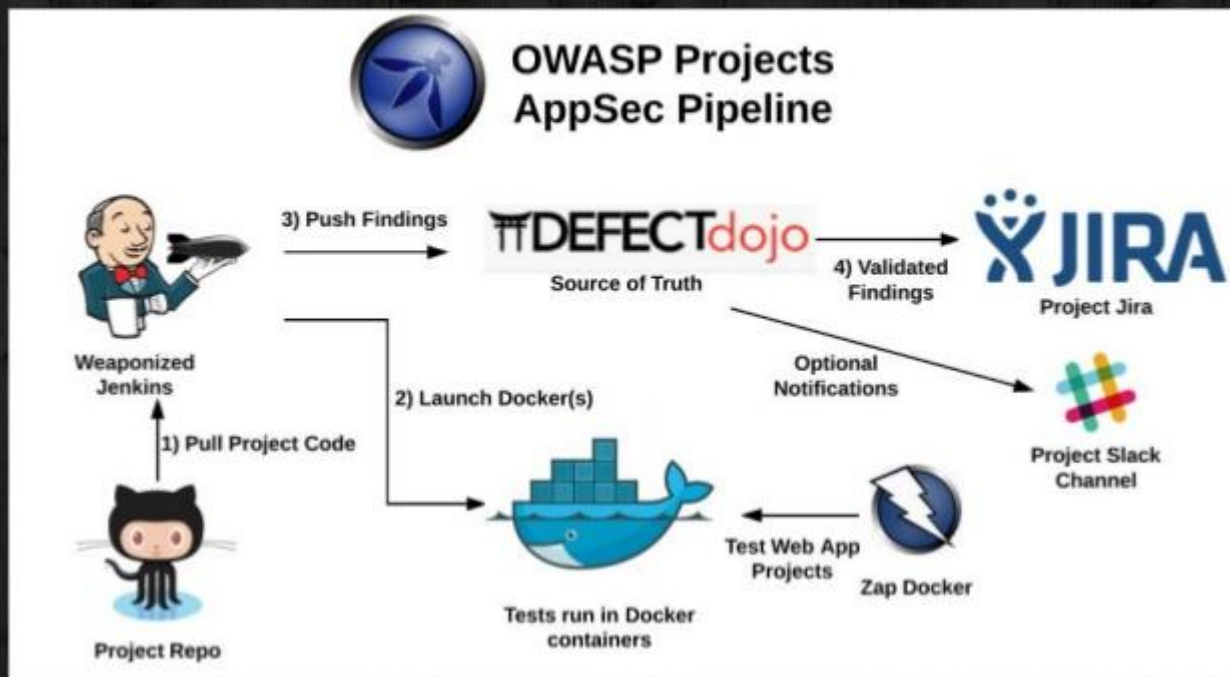 OWASP Projects
AppSec Pipeline
3) Push Findings
DEFECTdojo
Source of Truth
4) Validated
Findings
JIRA
Project Jira
Weaponized
Jenkins
Optional
Notifications
2) Launch Docker(s)
1) Pull Project Code
Project Slack
Channel
Test Web App
Projects
Zap Docker
Tests run in Docker
containers
Project Repo